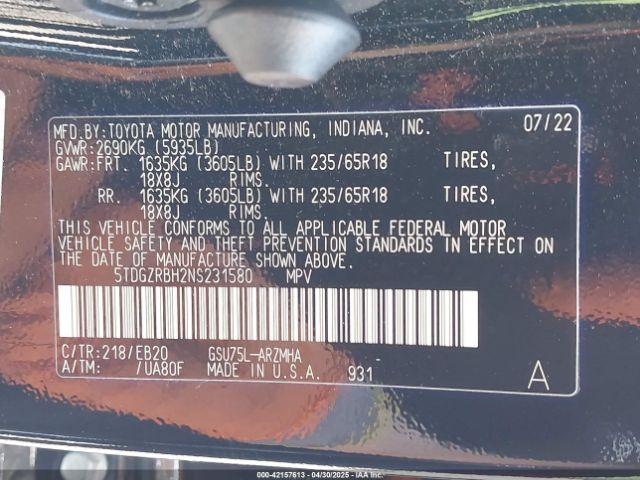 MFD.BY:TOYOTA MOTOR MANUFACTURING, INDIANA, INC. 07/22
GVWR:2690KG (5935LB)
GAWR:FRT. 1635KG (3605LB) WITH 235/65R18 TIRES,
18X8J RIMS.
RR. 1635KG (3605LB) WITH 235/65R18 TIRES,
18X8J RIMS.
THIS VEHICLE CONFORMS TO ALL APPLICABLE FEDERAL MOTOR
VEHICLE SAFETY AND THEFT PREVENTION STANDARDS IN EFFECT ON
THE DATE OF MANUFACTURE SHOWN ABOVE.
5TDGZRBH2NS231580 MPV
C/TR:218/EB20 GSU75L-ARZMHA
A/TM: /UA80F MADE IN U.S.A. 931 A
000-42157613 - 04/30/2025 - IAAI.COM